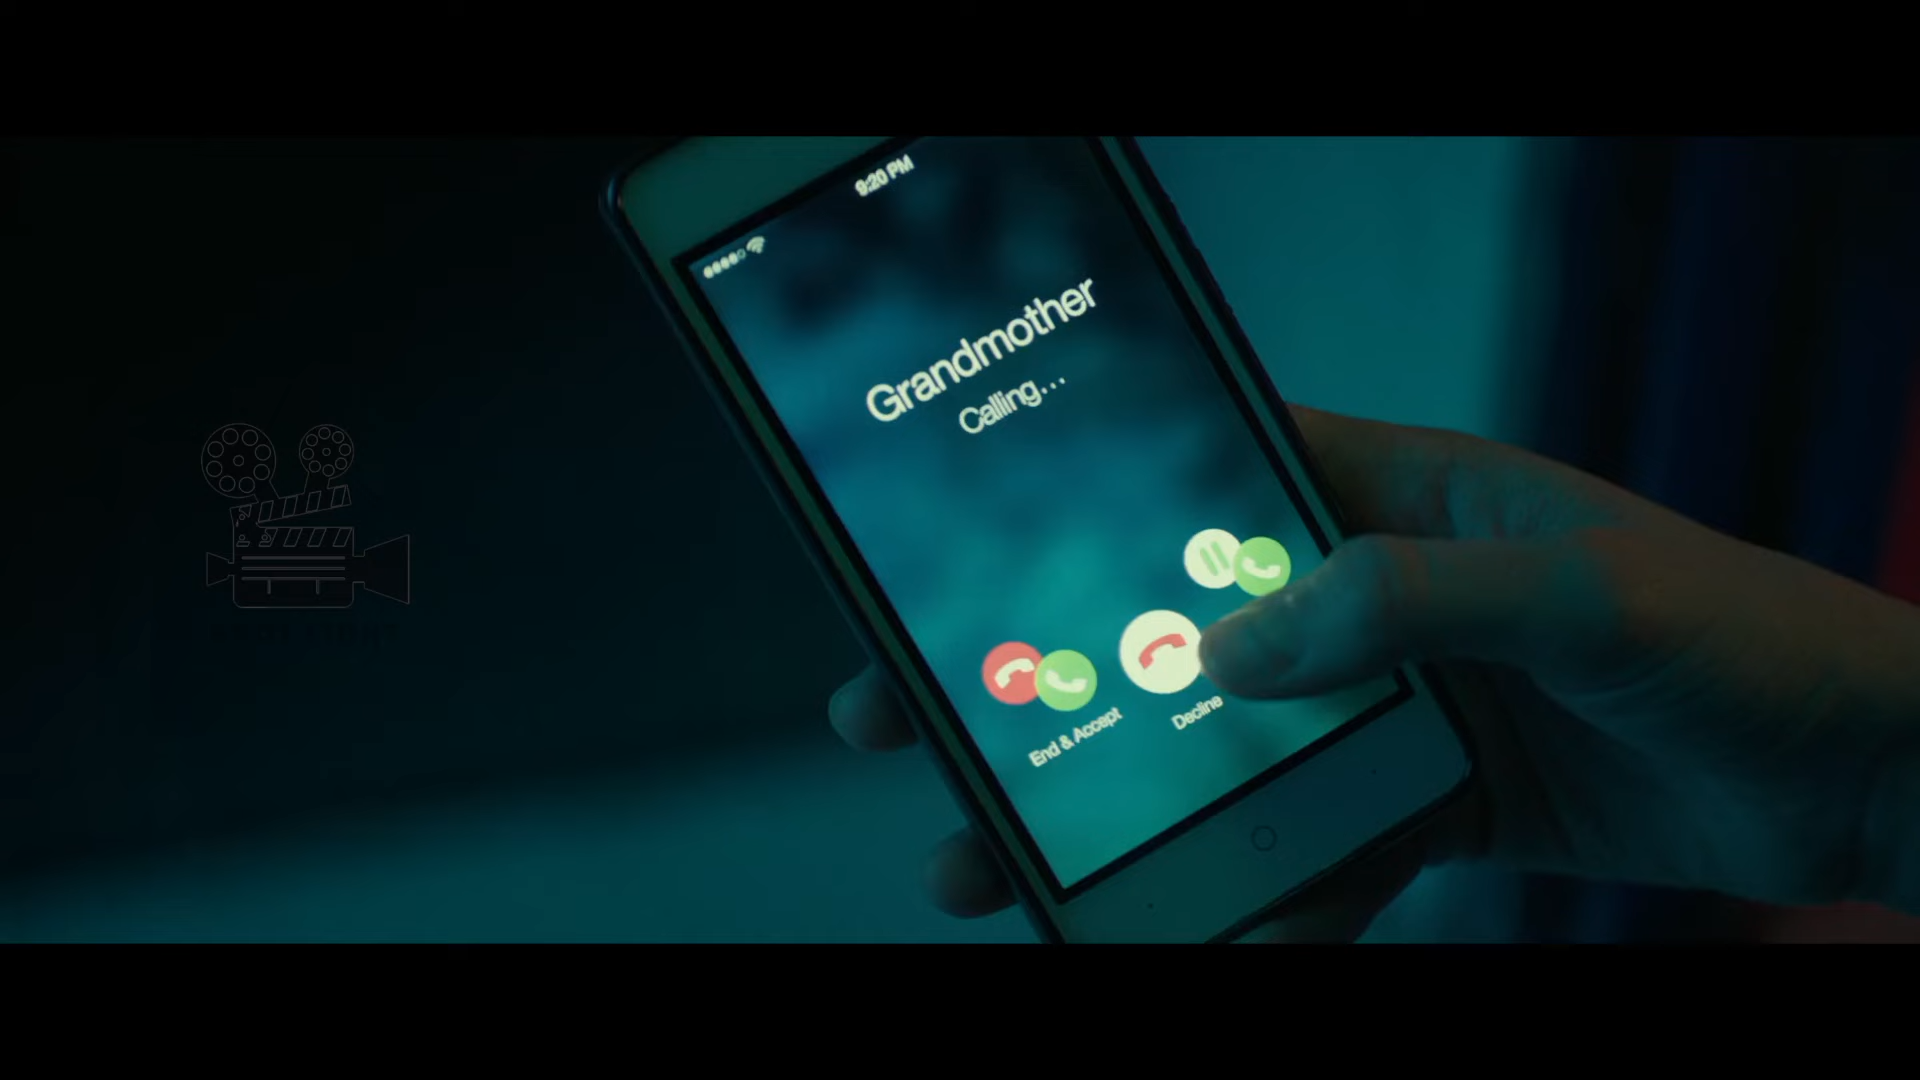 9:20 PM
Grandmother
Calling...
End & Accept
Decline